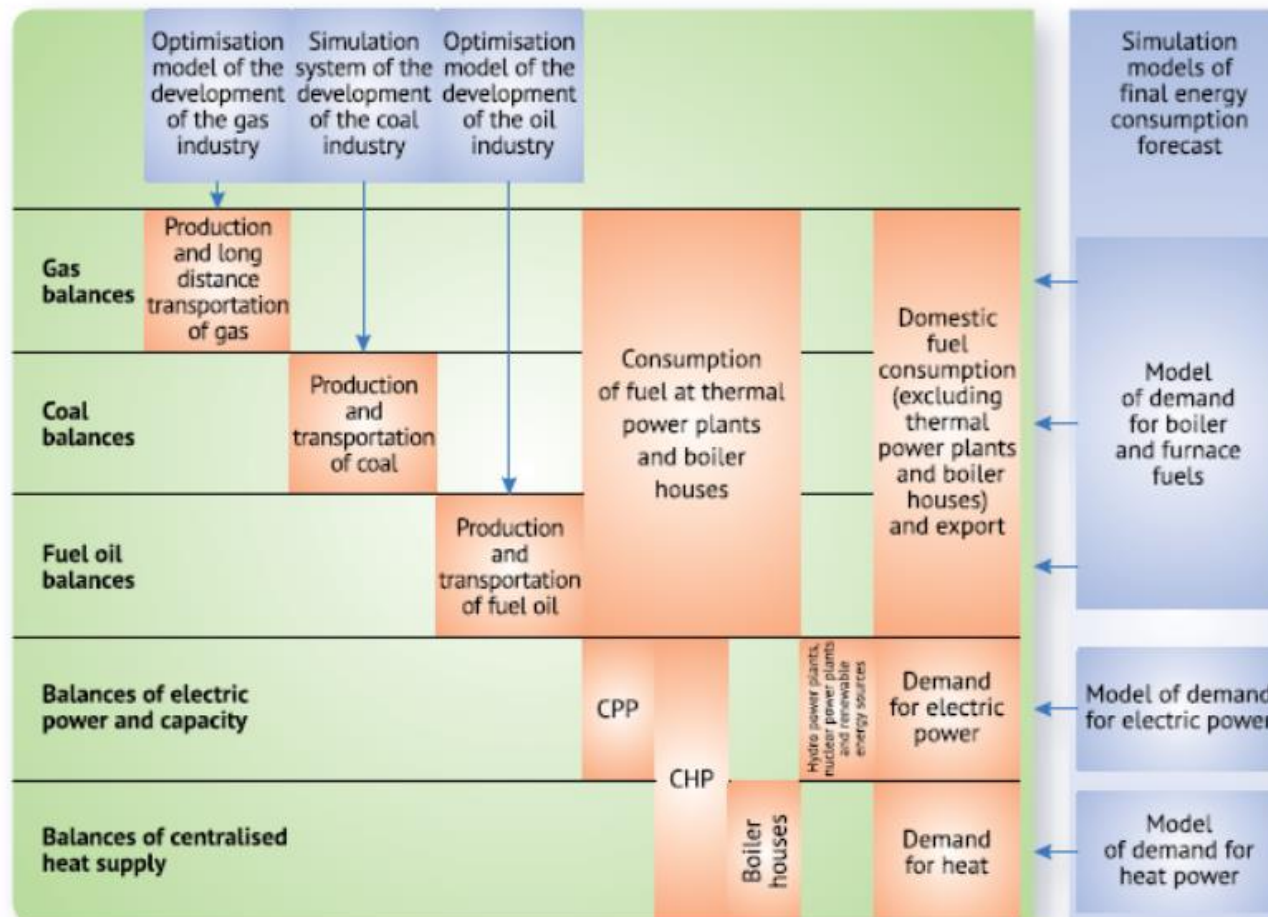 Optimisation
model of the
development
of the gas
industry
Simulation
system of the
development
of the coal
industry
Optimisation
model of the
development
of the oil
industry
Simulation
models of
final energy
consumption
forecast
Gas
balances
Production
and long
distance
transportation
of gas
Consumption
of fuel at thermal
power plants
and boiler
houses
Domestic
fuel
consumption
(excluding
thermal
power plants
and boiler
houses)
and export
Model
of demand
for boiler
and furnace
fuels
Coal
balances
Production
and
transportation
of coal
Fuel oil
balances
Production
and
transportation
of fuel oil
Balances of electric
power and capacity
CPP
CHP
Hydro power plants,
nuclear power plants
and renewable
energy sources
Demand
for electric
power
Model of demand
for electric power
Balances of centralised
heat supply
Boiler
houses
Demand
for heat
Model
of demand for
heat power